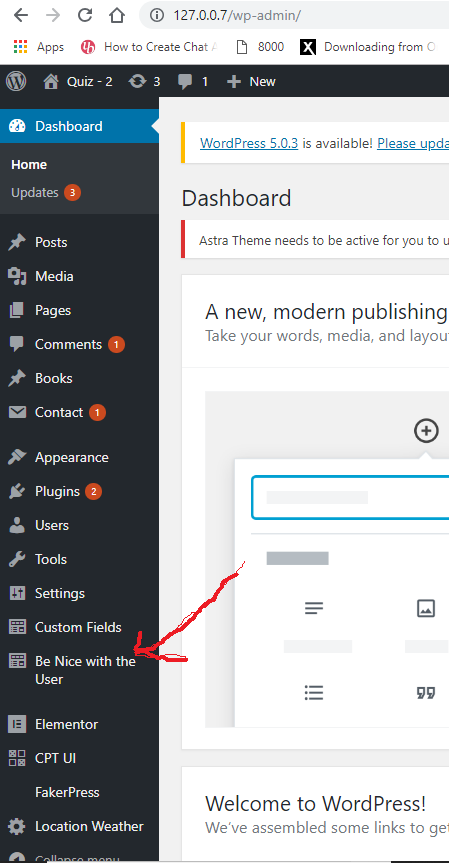 127.0.0.7/wp-admin/
Apps How to Create Chat 8000 Downloading from
Quiz - 2 3 1 New
Dashboard
Home
Updates 3
Posts
Media
Pages
Comments 1
Books
Contact 1
Appearance
Plugins 2
Users
Tools
Settings
Custom Fields
Be Nice with the
User
Elementor
CPT UI
FakerPress
Location Weather
Collapse menu
WordPress 5.0.3 is available! Please upda
Dashboard
Astra Theme needs to be active for you to u
A new, modern publishing
Take your words, media, and layou
Welcome to WordPress!
We've assembled some links to get